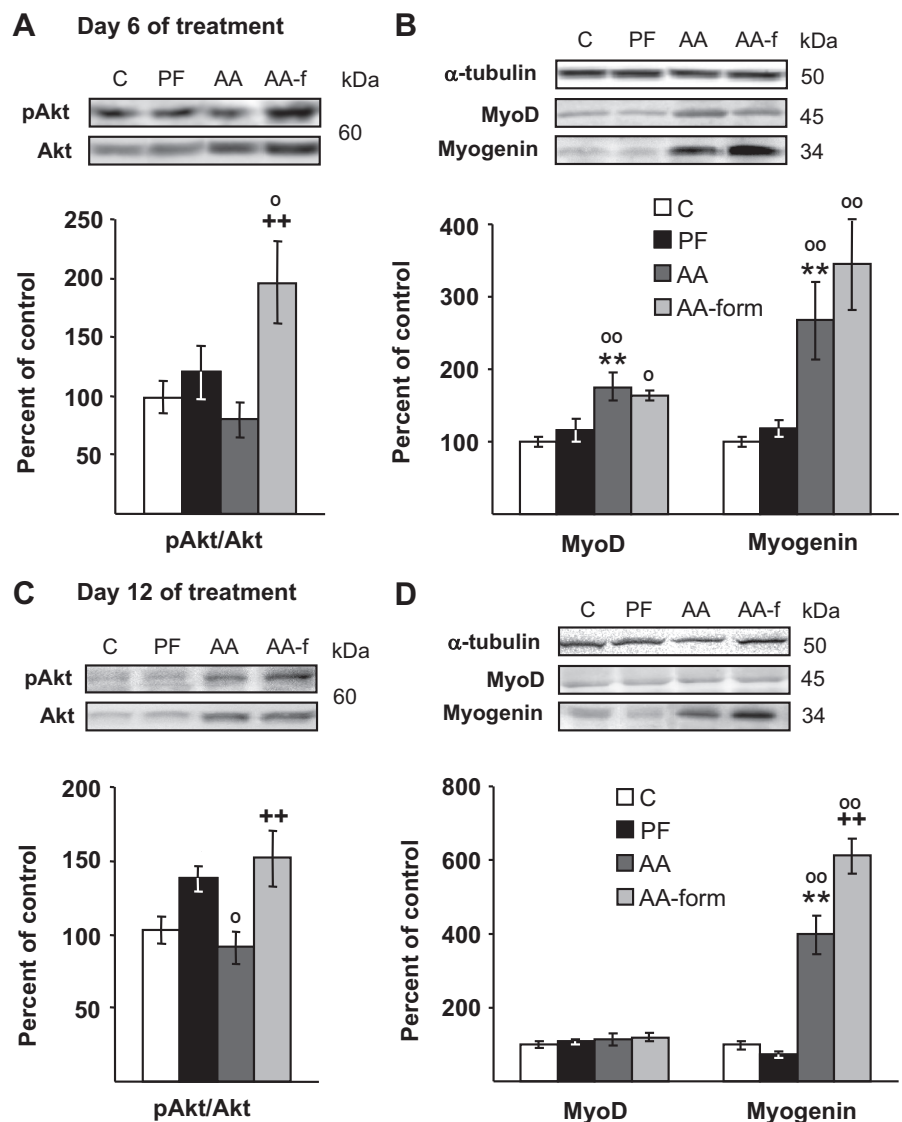 A Day 6 of treatment
C PF AA AA-f kDa
pAkt
60
Akt
250
200
150
100
50
Percent of control
o
++
pAkt/Akt
B
C PF AA AA-f kDa
α-tubulin 50
MyoD 45
Myogenin 34
400
300
200
150
100
Percent of control
C
PF
AA
AA-form
oo
**
o
oo
**
oo
MyoD Myogenin
C Day 12 of treatment
C PF AA AA-f kDa
pAkt
60
Akt
200
150
100
50
Percent of control
o
++
pAkt/Akt
D
C PF AA AA-f kDa
α-tubulin 50
MyoD 45
Myogenin 34
800
600
400
200
Percent of control
C
PF
AA
AA-form
oo
**
oo
++
MyoD Myogenin